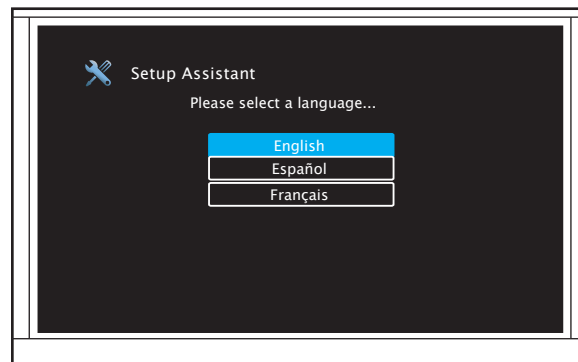 Setup Assistant
Please select a language...
English
Español
Français